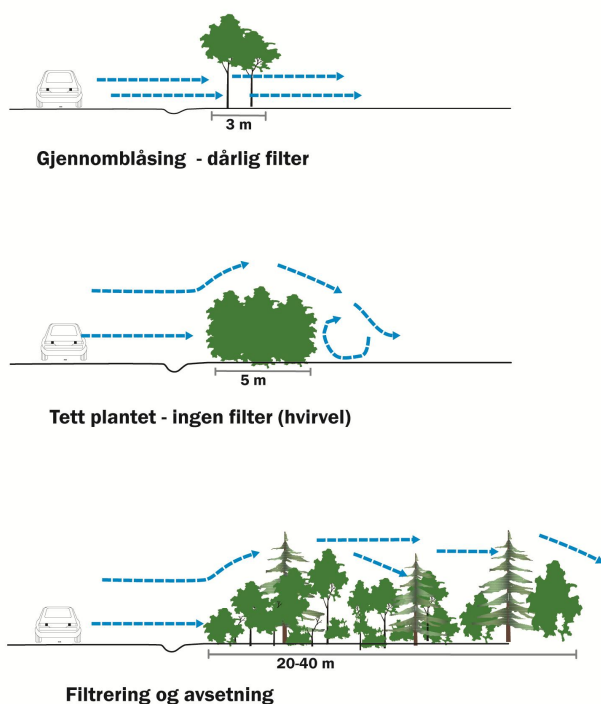 3 m
Gjennomblåsing - dårlig filter
5 m
Tett plantet - ingen filter (hvirvel)
20-40 m
Filtrering og avsetning